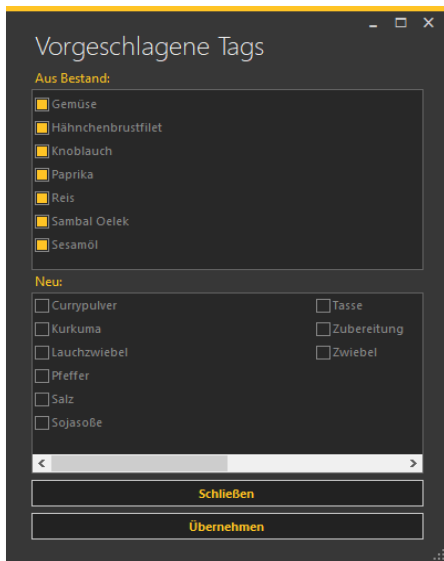 Vorgeschlagene Tags
Aus Bestand:
Gemüse
Hähnchenbrustfilet
Knoblauch
Paprika
Reis
Sambal Oelek
Sesamöl
Neu:
Currypulver
Kurkuma
Lauchzwiebel
Pfeffer
Salz
Sojasoße
Tasse
Zubereitung
Zwiebel
Schließen
Übernehmen